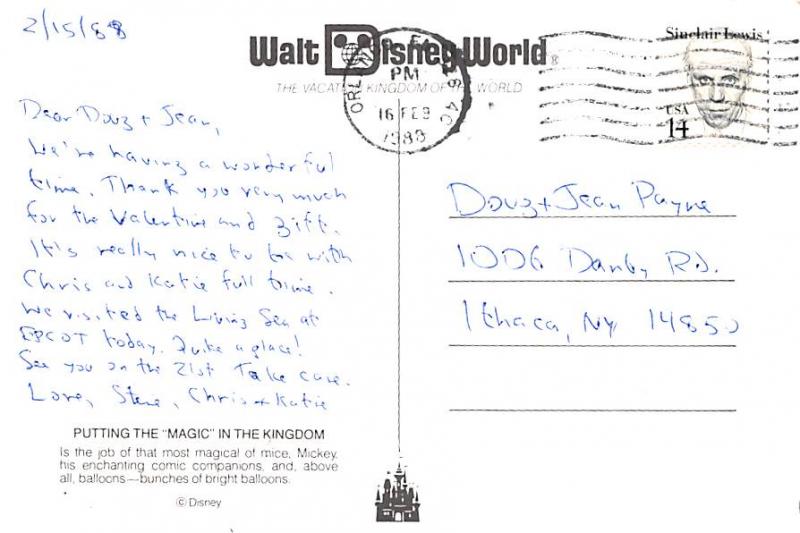 2/15/88
Walt Disney World®
THE VACATION KINGDOM OF THE WORLD
PM
16 FEB
1988
Sinclair Lewis
USA
14
Dear Doug + Jean,
We're having a wonderful
time. Thank you very much
for the Valentine and gift.
It's really nice to be with
Chris and Katie full time.
We visited the Living Sea at
EPCOT today. Quite a place!
See you on the 21st Take care.
Love, Steve, Chris + Katie
Doug + Jean Payne
1006 Danby Rd.
Ithaca, NY 14850
PUTTING THE "MAGIC" IN THE KINGDOM
Is the job of that most magical of mice, Mickey,
his enchanting comic companions, and, above
all, balloons—bunches of bright balloons.
© Disney